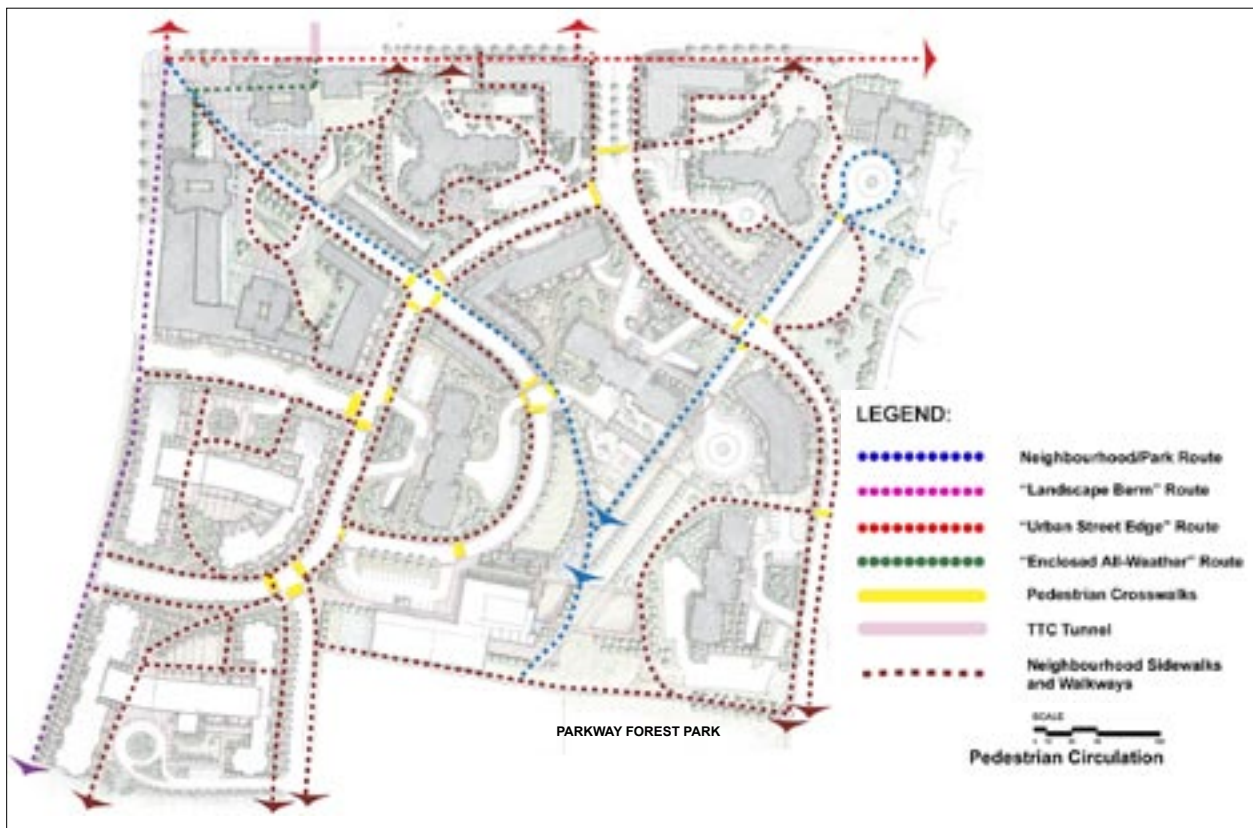 PARKWAY FOREST PARK
LEGEND:
Neighbourhood/Park Route
"Landscape Berm" Route
"Urban Street Edge" Route
"Enclosed All-Weather" Route
Pedestrian Crosswalks
TTC Tunnel
Neighbourhood Sidewalks
and Walkways
SCALE
Pedestrian Circulation